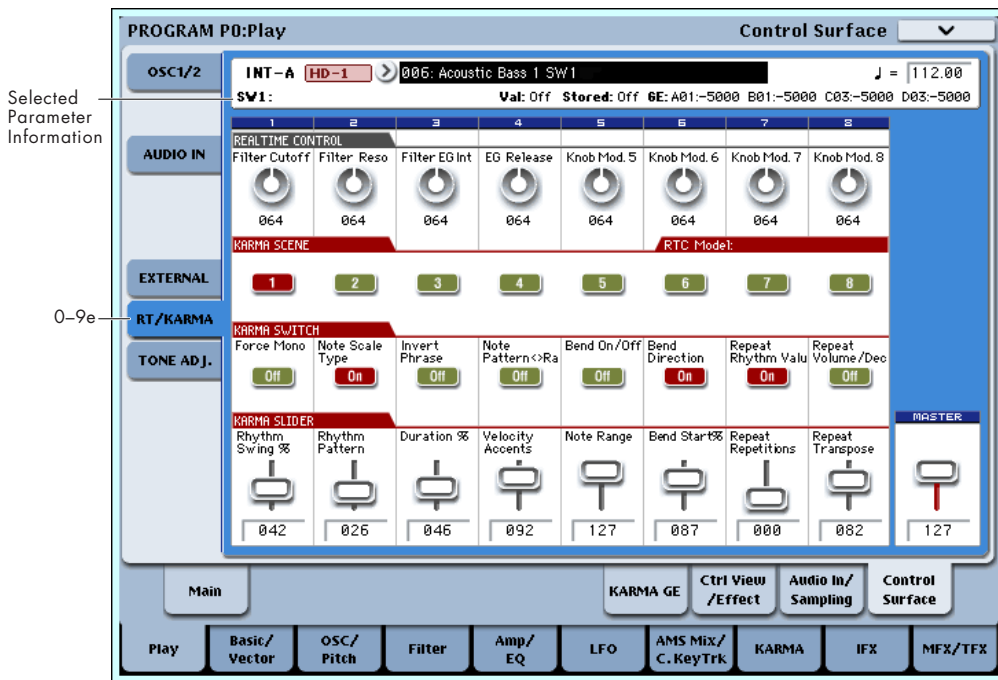 PROGRAM P0:Play Control Surface
OSC1/2
INT-A HD-1 006: Acoustic Bass 1 SW1 ♩ = 112.00
Selected
Parameter
Information
SW1: Val: Off Stored: Off GE: A01:-5000 B01:-5000 C03:-5000 D03:-5000
1 2 3 4 5 6 7 8
REALTIME CONTROL
AUDIO IN
Filter Cutoff Filter Reso Filter EG Int EG Release Knob Mod. 5 Knob Mod. 6 Knob Mod. 7 Knob Mod. 8
064 064 064 064 064 064 064 064
KARMA SCENE RTC Model:
EXTERNAL
1 2 3 4 5 6 7 8
0–9e
RT/KARMA
KARMA SWITCH
Force Mono Note Scale Invert Note Bend On/Off Bend Repeat Repeat
Type Phrase Pattern<>Ra Direction Rhythm Valu Volume/Dec
TONE ADJ.
Off On Off Off Off On On Off
KARMA SLIDER MASTER
Rhythm Rhythm Duration % Velocity Note Range Bend Start% Repeat Repeat
Swing % Pattern Accents Repetitions Transpose
042 026 046 092 127 087 000 082 127
Main KARMA GE Ctrl View Audio In/ Control
/Effect Sampling Surface
Play Basic/ OSC/ Filter Amp/ LFO AMS Mix/ KARMA IFX MFX/TFX
Vector Pitch EQ C.KeyTrk